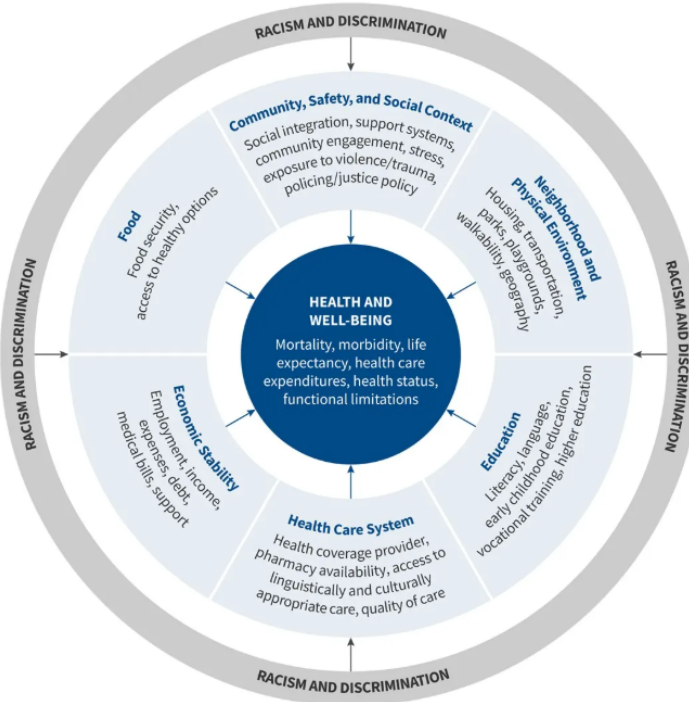 RACISM AND DISCRIMINATION
Community, Safety, and Social Context
Social integration, support systems,
community engagement, stress,
exposure to violence/trauma,
policing/justice policy
Neighborhood and
Physical Environment
Housing, transportation,
parks, playgrounds,
walkability, geography
RACISM AND DISCRIMINATION
Education
Literacy, language,
early childhood education,
vocational training, higher education
Health Care System
Health coverage provider,
pharmacy availability, access to
linguistically and culturally
appropriate care, quality of care
RACISM AND DISCRIMINATION
Economic Stability
Employment, income,
expenses, debt,
medical bills, support
RACISM AND DISCRIMINATION
Food
Food security,
access to healthy options
HEALTH AND
WELL-BEING
Mortality, morbidity, life
expectancy, health care
expenditures, health status,
functional limitations